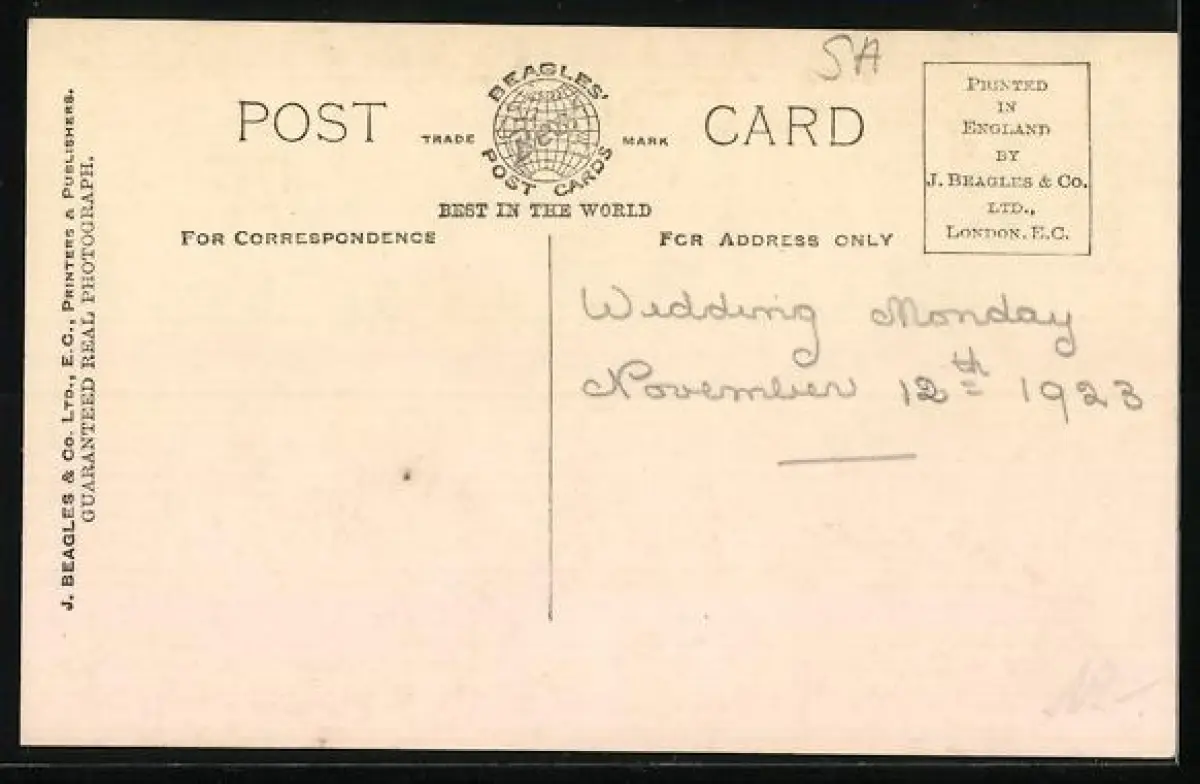 SA
POST CARD
BEAGLES'
TRADE MARK
POST CARDS
BEST IN THE WORLD
FOR CORRESPONDENCE
FOR ADDRESS ONLY
PRINTED
IN
ENGLAND
BY
J. BEAGLES & CO.
LTD.,
LONDON. E.C.
Wedding Monday
November 12th 1923
J. BEAGLES & CO. LTD., E.C., PRINTERS & PUBLISHERS.
GUARANTEED REAL PHOTOGRAPH.